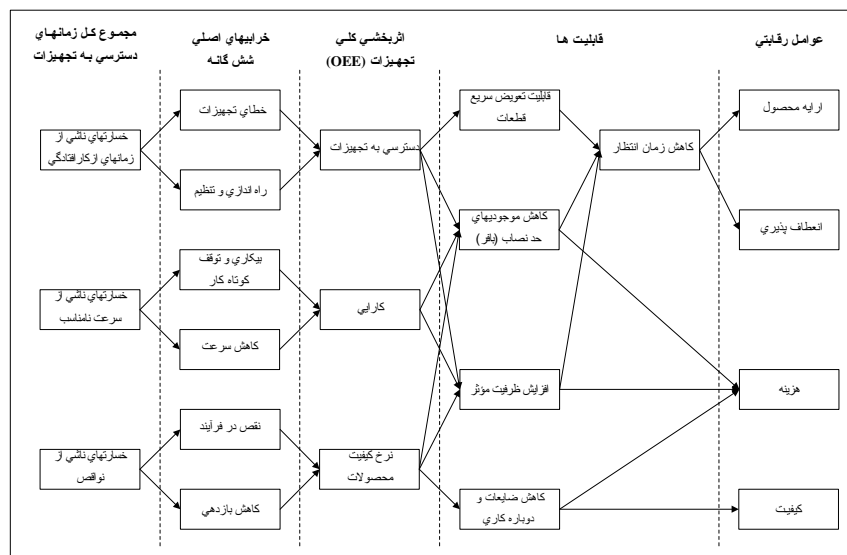 مجموع کل زمانهاي
دسترسي به تجهيزات
خرابيهاي اصلي
شش گانه
اثربخشي کلي
تجهيزات (OEE)
قابليت ها
عوامل رقابتي
خسارتهاي ناشي از
زمانهاي ازکارافتادگي
خسارتهاي ناشي از
سرعت نامناسب
خسارتهاي ناشي از
نواقص
خطاي تجهيزات
راه اندازي و تنظيم
بيکاري و توقف
کوتاه کار
کاهش سرعت
نقص در فرآيند
کاهش بازدهي
دسترسي به تجهيزات
کارايي
نرخ کيفيت
محصولات
قابليت تعويض سريع
قطعات
کاهش موجوديهاي
حد نصاب (بافر)
افزايش ظرفيت مؤثر
کاهش ضايعات و
دوباره کاري
کاهش زمان انتظار
ارايه محصول
انعطاف پذيري
هزينه
کيفيت